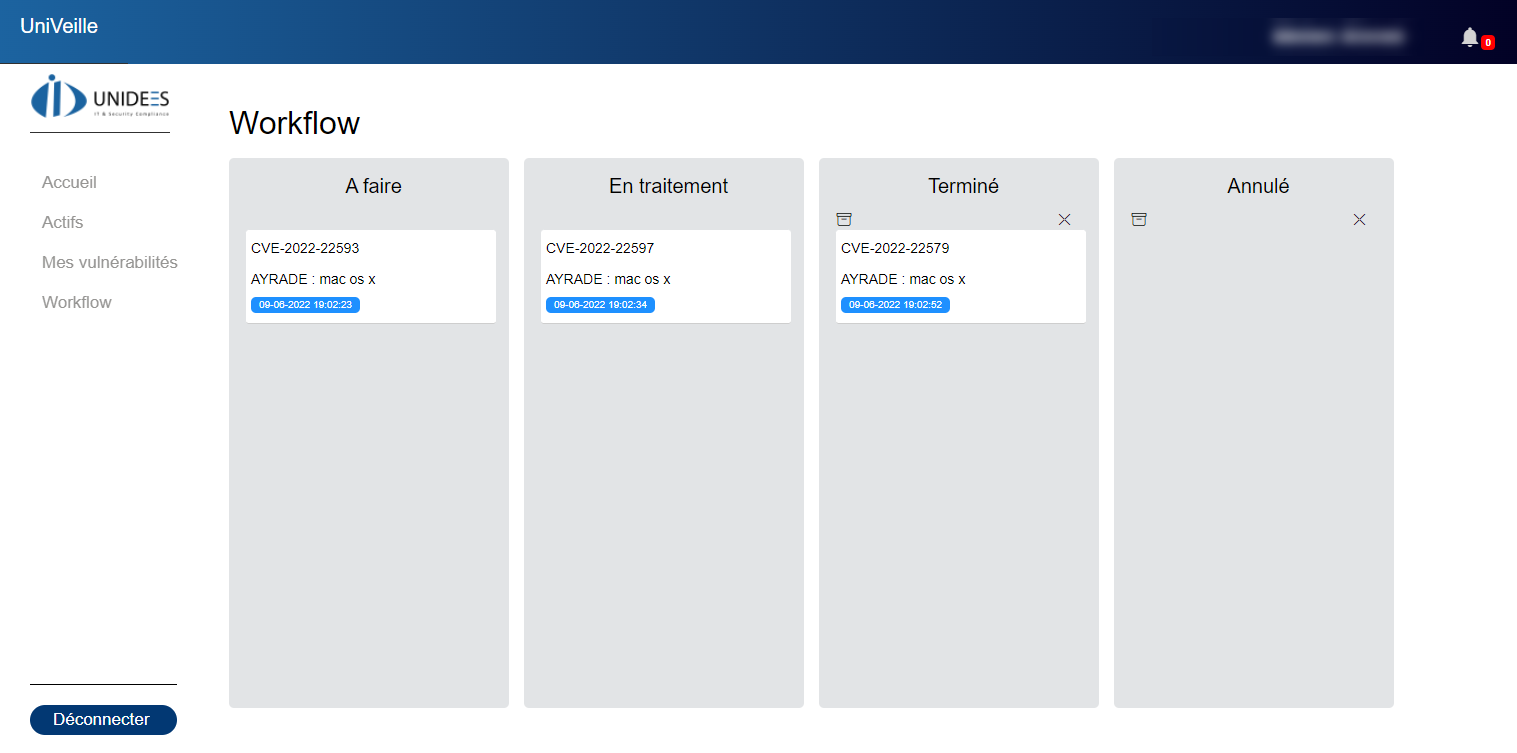 UniVeille
0
UNIDEES
IT & Security Compliance
Accueil
Actifs
Mes vulnérabilités
Workflow
Déconnecter
Workflow
A faire
CVE-2022-22593
AYRADE : mac os x
09-06-2022 19:02:23
En traitement
CVE-2022-22597
AYRADE : mac os x
09-06-2022 19:02:34
Terminé
CVE-2022-22579
AYRADE : mac os x
09-06-2022 19:02:52
Annulé